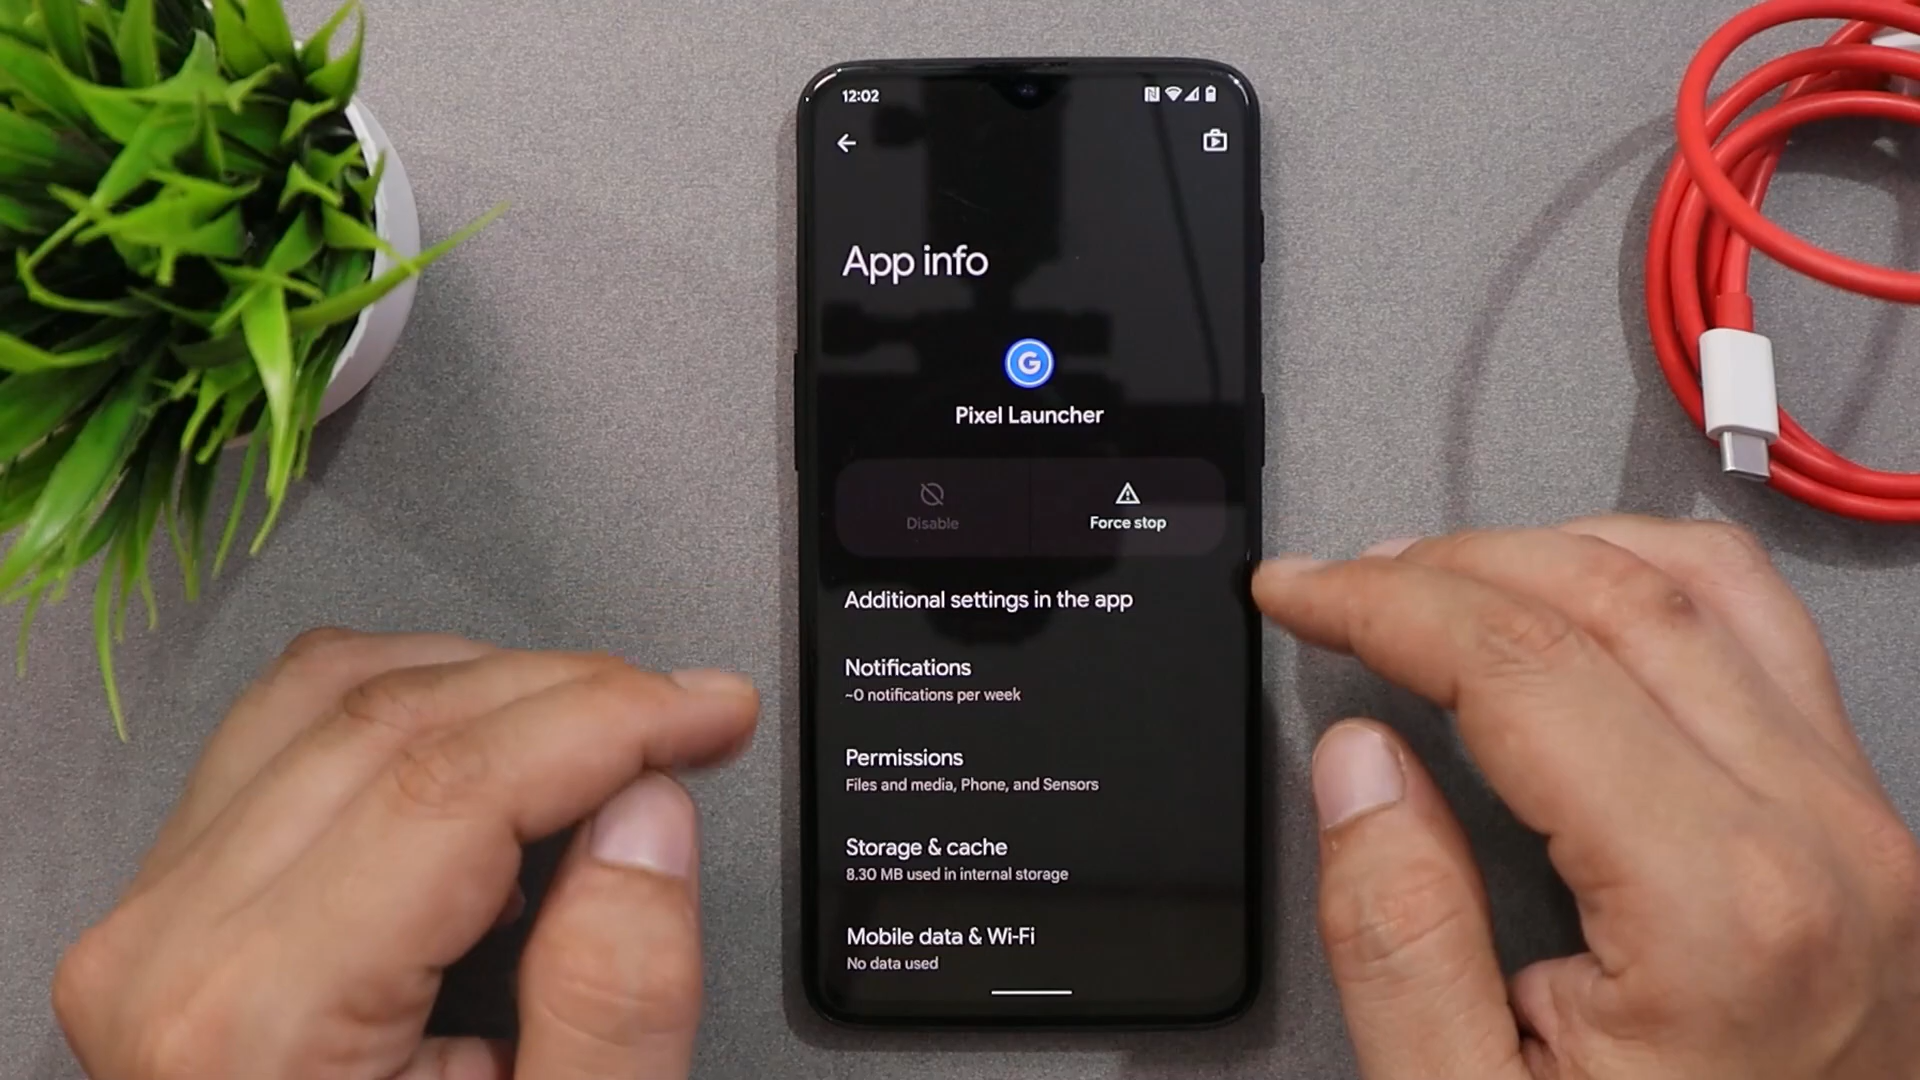 12:02
App info
G
Pixel Launcher
Disable
Force stop
Additional settings in the app
Notifications
~0 notifications per week
Permissions
Files and media, Phone, and Sensors
Storage & cache
8.30 MB used in internal storage
Mobile data & Wi-Fi
No data used